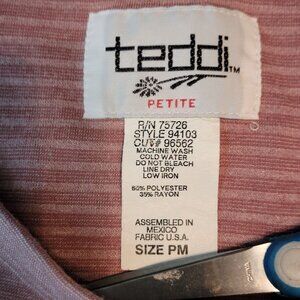 teddi TM
PETITE
R/N 75726
STYLE 94103
CUT# 96562
MACHINE WASH
COLD WATER
DO NOT BLEACH
LINE DRY
LOW IRON
65% POLYESTER
35% RAYON
ASSEMBLED IN
MEXICO
FABRIC U.S.A.
SIZE PM